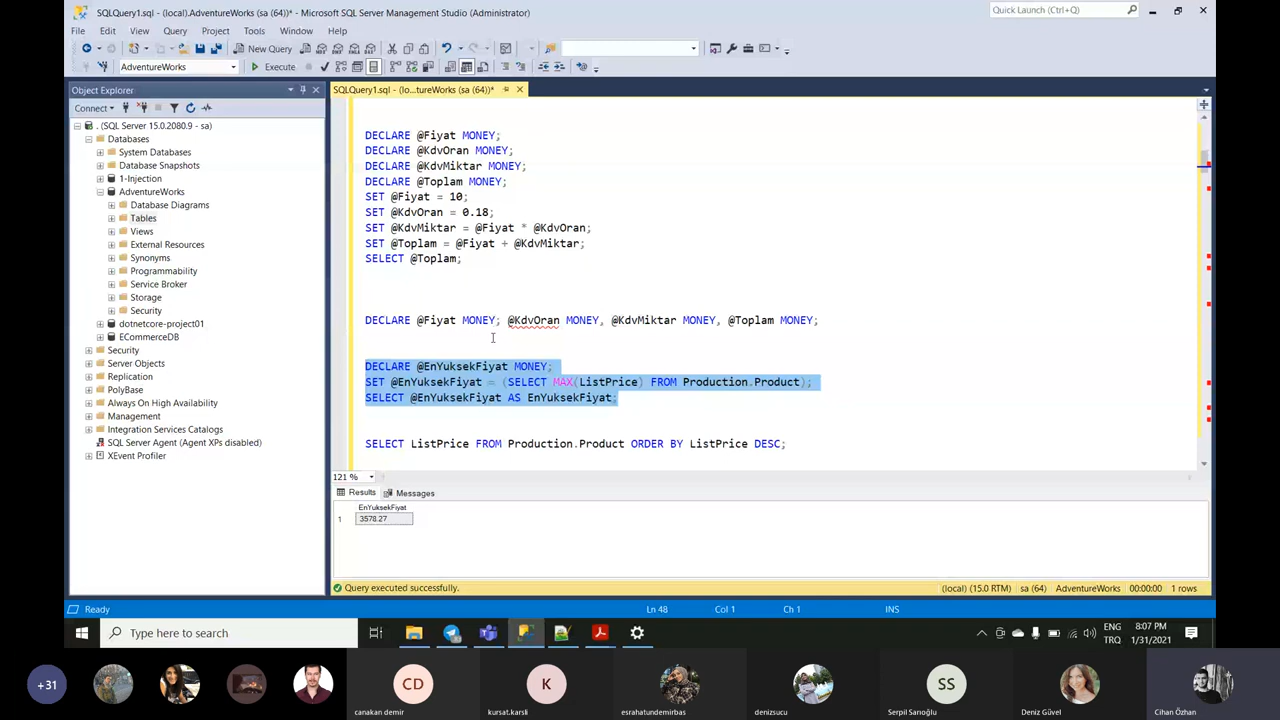 SQLQuery1.sql - (local).AdventureWorks (sa (64))* - Microsoft SQL Server Management Studio (Administrator)
Quick Launch (Ctrl+Q)
File Edit View Query Project Tools Window Help
New Query
AdventureWorks
Execute
Object Explorer
SQLQuery1.sql - (lo...tureWorks (sa (64))*
Connect
. (SQL Server 15.0.2080.9 - sa)
Databases
System Databases
Database Snapshots
1-Injection
AdventureWorks
Database Diagrams
Tables
Views
External Resources
Synonyms
Programmability
Service Broker
Storage
Security
dotnetcore-project01
ECommerceDB
Security
Server Objects
Replication
PolyBase
Always On High Availability
Management
Integration Services Catalogs
SQL Server Agent (Agent XPs disabled)
XEvent Profiler
DECLARE @Fiyat MONEY;
DECLARE @KdvOran MONEY;
DECLARE @KdvMiktar MONEY;
DECLARE @Toplam MONEY;
SET @Fiyat = 10;
SET @KdvOran = 0.18;
SET @KdvMiktar = @Fiyat * @KdvOran;
SET @Toplam = @Fiyat + @KdvMiktar;
SELECT @Toplam;
DECLARE @Fiyat MONEY; @KdvOran MONEY, @KdvMiktar MONEY, @Toplam MONEY;
DECLARE @EnYuksekFiyat MONEY;
SET @EnYuksekFiyat = (SELECT MAX(ListPrice) FROM Production.Product);
SELECT @EnYuksekFiyat AS EnYuksekFiyat;
SELECT ListPrice FROM Production.Product ORDER BY ListPrice DESC;
121 %
Results Messages
EnYuksekFiyat
1 3578.27
Query executed successfully.
(local) (15.0 RTM) sa (64) AdventureWorks 00:00:00 1 rows
Ready
Ln 48 Col 1 Ch 1 INS
Type here to search
ENG
TRQ
8:07 PM
1/31/2021
+31
CD
canakan demir
K
kursat.karsli
esrahatundemirbas
denizsucu
SS
Serpil Sarıoğlu
Deniz Güvel
Cihan Özhan